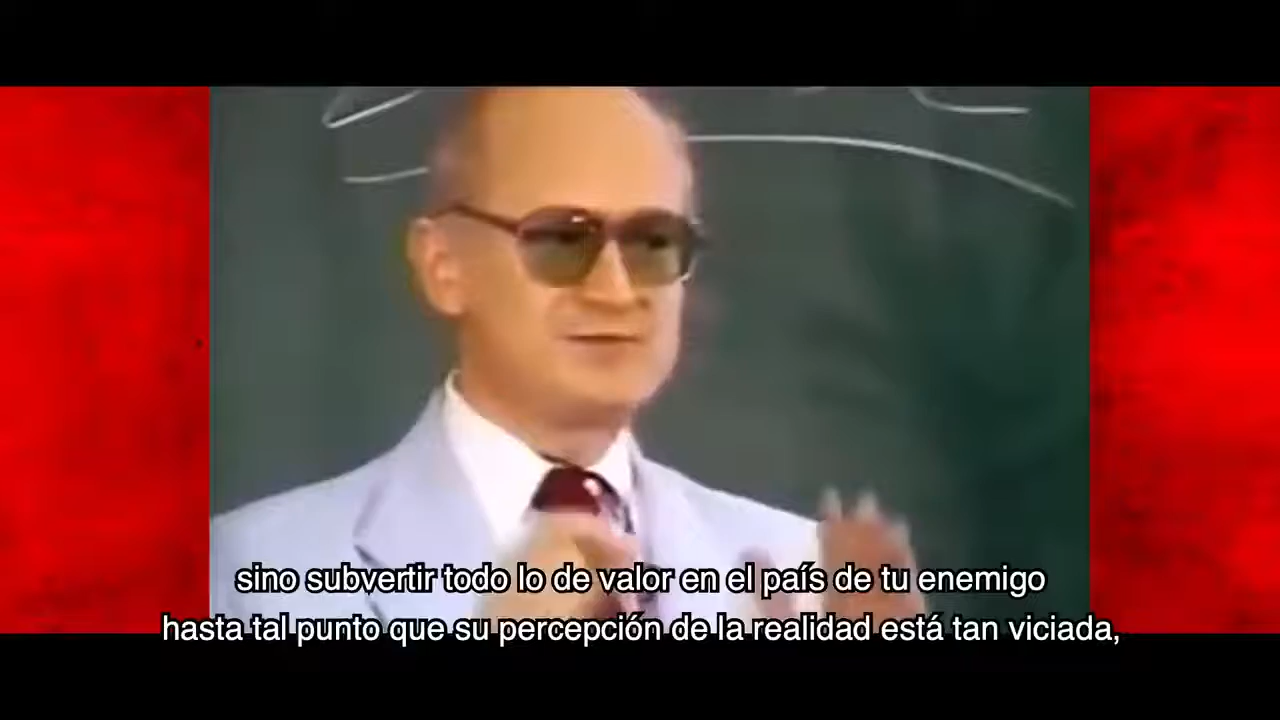 sino subvertir todo lo de valor en el país de tu enemigo
hasta tal punto que su percepción de la realidad está tan viciada,